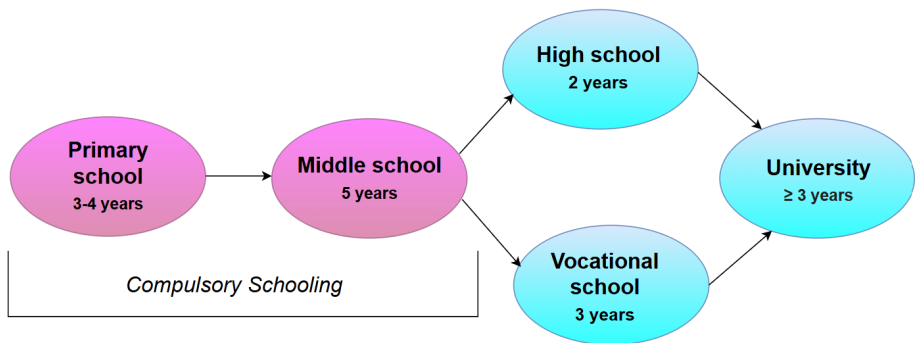 Primary
school
3-4 years
Middle school
5 years
High school
2 years
Vocational
school
3 years
University
≥ 3 years
Compulsory Schooling